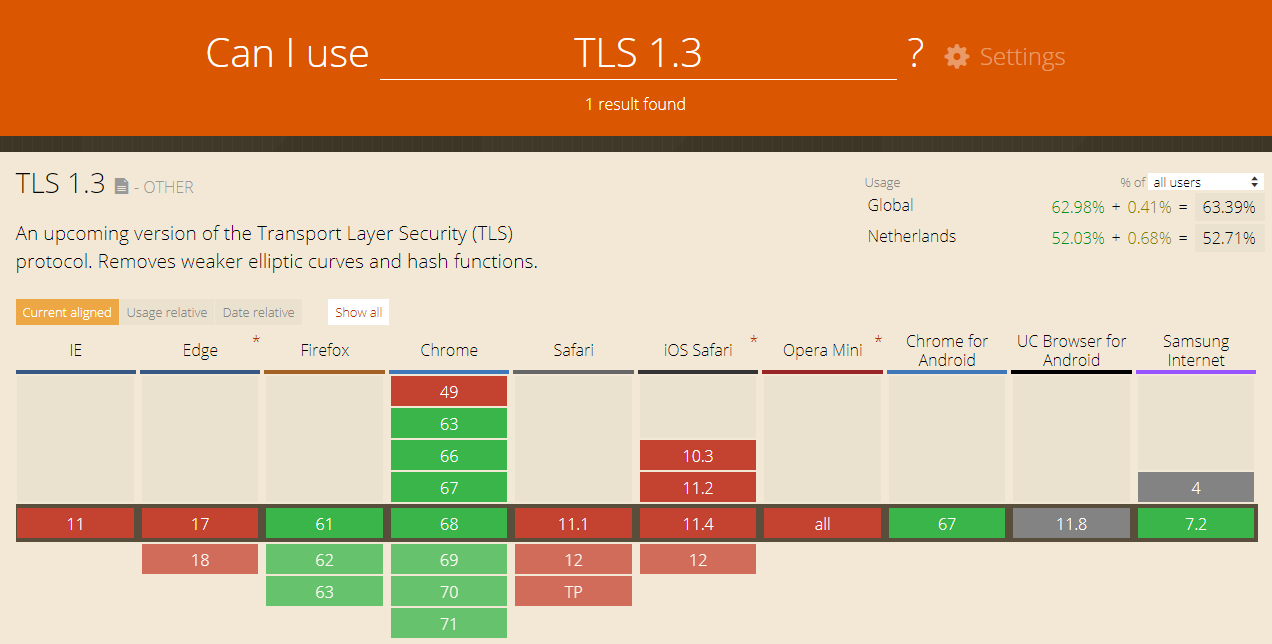 Can I use TLS 1.3 ? Settings
1 result found
TLS 1.3 - OTHER
An upcoming version of the Transport Layer Security (TLS)
protocol. Removes weaker elliptic curves and hash functions.
Usage % of all users
Global 62.98% + 0.41% = 63.39%
Netherlands 52.03% + 0.68% = 52.71%
Current aligned Usage relative Date relative Show all
IE Edge * Firefox Chrome Safari iOS Safari * Opera Mini * Chrome for Android UC Browser for Android Samsung Internet
49
63
66 10.3
67 11.2 4
11 17 61 68 11.1 11.4 all 67 11.8 7.2
18 62 69 12 12
63 70 TP
71